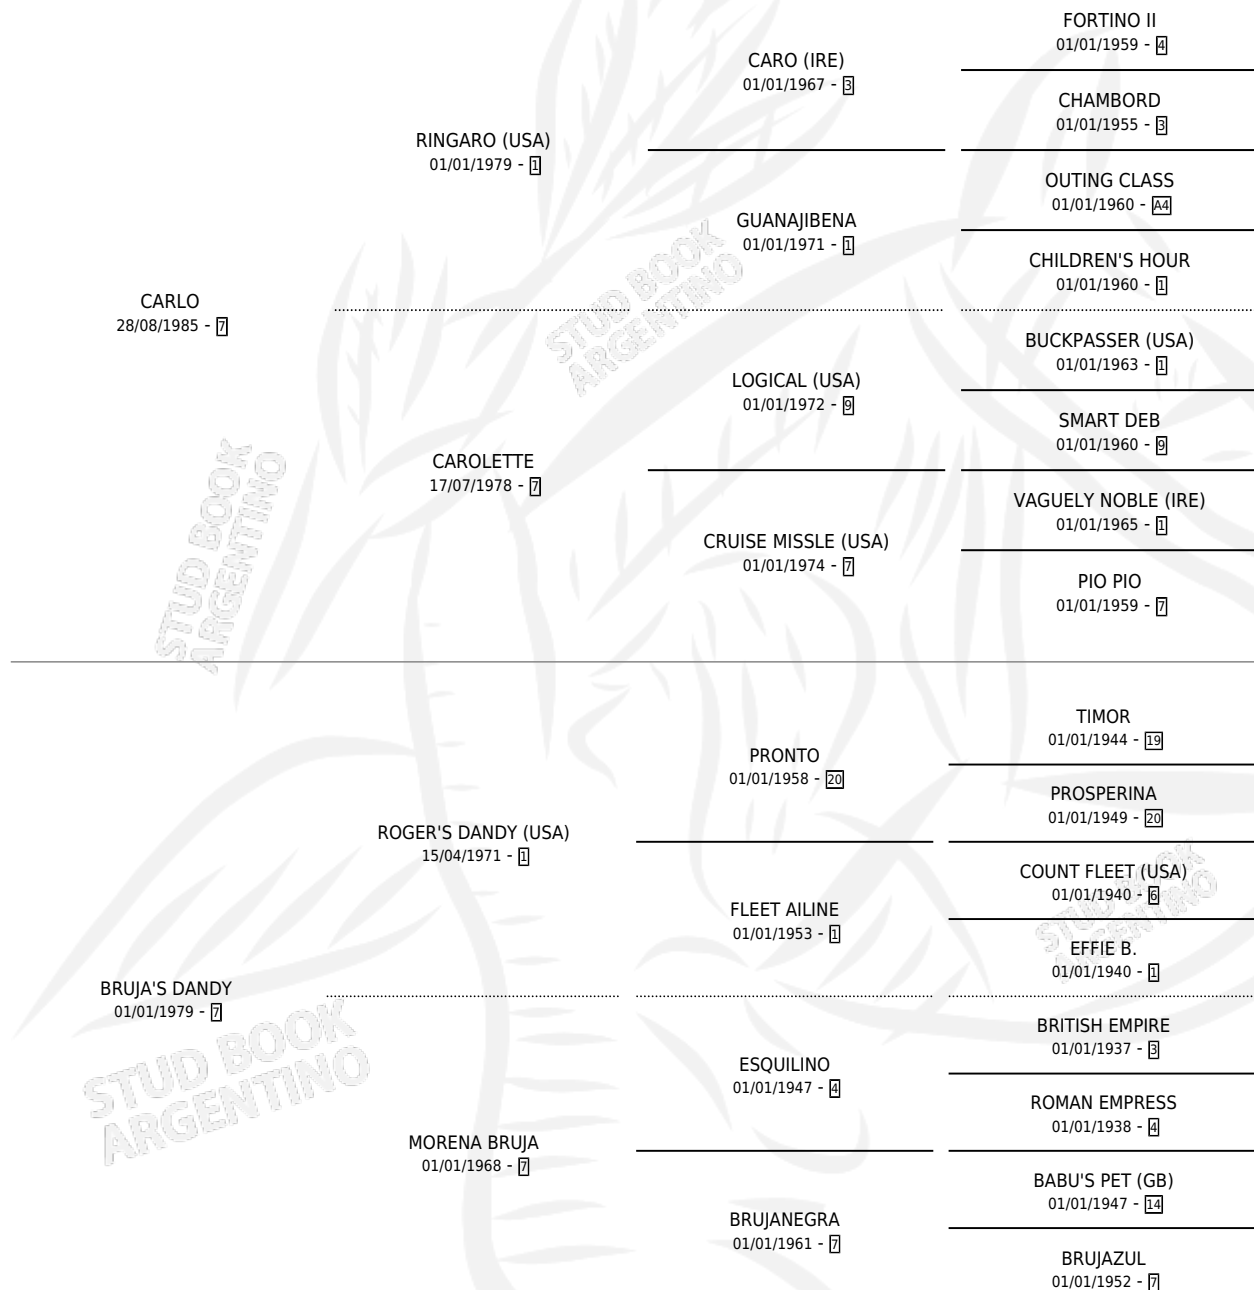 FORTINO II
01/01/1959 - 4
CARO (IRE)
01/01/1967 - 3
CHAMBORD
01/01/1955 - 3
RINGARO (USA)
01/01/1979 - 1
OUTING CLASS
01/01/1960 - A4
GUANAJIBENA
01/01/1971 - 1
CHILDREN'S HOUR
01/01/1960 - 1
CARLO
28/08/1985 - 7
BUCKPASSER (USA)
01/01/1963 - 1
LOGICAL (USA)
01/01/1972 - 9
SMART DEB
01/01/1960 - 9
CAROLETTE
17/07/1978 - 7
VAGUELY NOBLE (IRE)
01/01/1965 - 1
CRUISE MISSLE (USA)
01/01/1974 - 7
PIO PIO
01/01/1959 - 7
STUD BOOK
ARGENTINO
STUD BOOK
ARGENTINO
TIMOR
01/01/1944 - 19
PRONTO
01/01/1958 - 20
PROSPERINA
01/01/1949 - 20
ROGER'S DANDY (USA)
15/04/1971 - 1
COUNT FLEET (USA)
01/01/1940 - 6
FLEET AILINE
01/01/1953 - 1
EFFIE B.
01/01/1940 - 1
STUD BOOK
ARGENTINO
BRUJA'S DANDY
01/01/1979 - 7
BRITISH EMPIRE
01/01/1937 - 3
ESQUILINO
01/01/1947 - 4
ROMAN EMPRESS
01/01/1938 - 4
STUD BOOK
ARGENTINO
MORENA BRUJA
01/01/1968 - 7
BABU'S PET (GB)
01/01/1947 - 14
BRUJANEGRA
01/01/1961 - 7
BRUJAZUL
01/01/1952 - 7